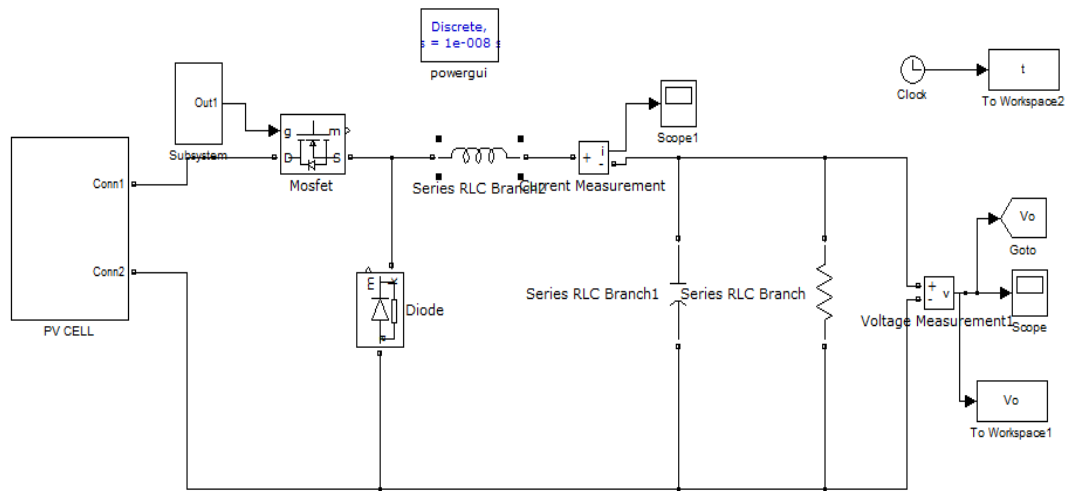 Discrete,
s = 1e-008 s
powergui
Clock
t
To Workspace2
Out1
Subsystem
g
m
D
S
Mosfet
i
+
-
Scope1
Series RLC Branch2
Current Measurement
Conn1
Conn2
PV CELL
Diode
Series RLC Branch1
Series RLC Branch
Vo
Goto
+
-
v
Voltage Measurement1
Scope
Vo
To Workspace1